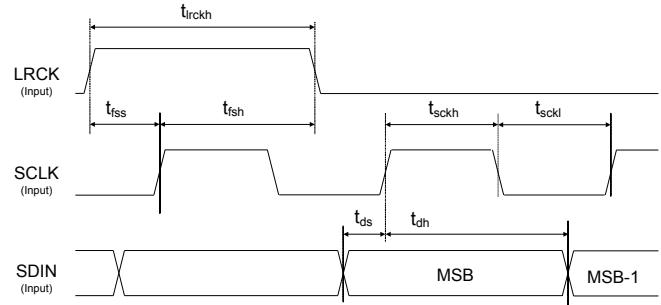 t_lrckh
LRCK
(Input)
t_fss
t_fsh
t_sckh
t_sckl
SCLK
(Input)
t_ds
t_dh
SDIN
(Input)
MSB
MSB-1